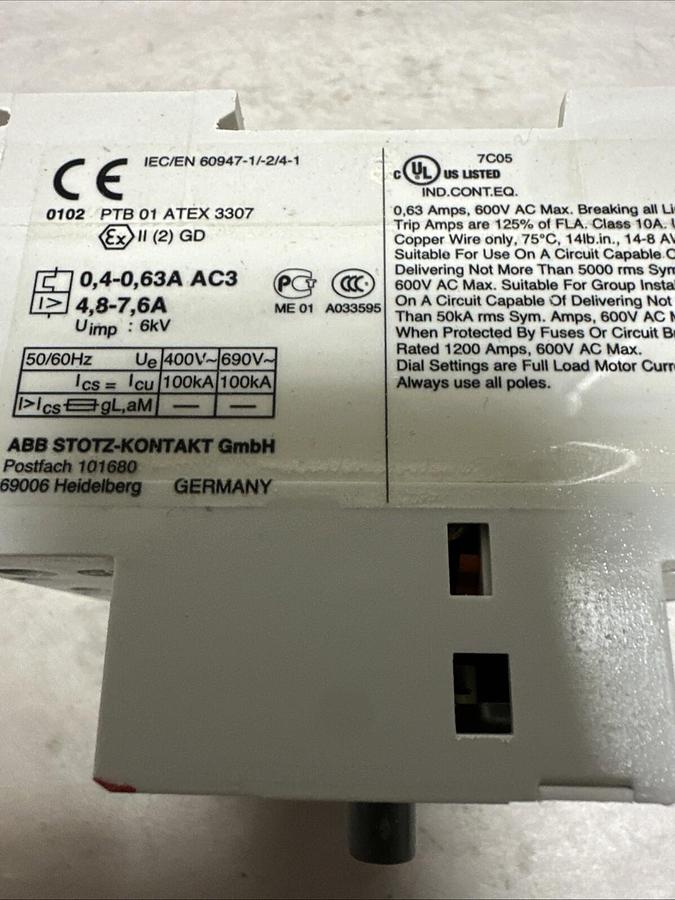 CE IEC/EN 60947-1/-2/4-1
0102 PTB 01 ATEX 3307
Ex II (2) GD
0,4-0,63A AC3
I> 4,8-7,6A
Uimp : 6kV
PC CCC
ME 01 A033595
50/60Hz Ue 400V~ 690V~
Ics = Icu 100kA 100kA
I>Ics gL,aM — —
ABB STOTZ-KONTAKT GmbH
Postfach 101680
69006 Heidelberg GERMANY
7C05
C UL US LISTED
IND.CONT.EQ.
0,63 Amps, 600V AC Max. Breaking all
Trip Amps are 125% of FLA. Class 10A.
Copper Wire only, 75°C, 14lb.in., 14-8
Suitable For Use On A Circuit Capable
Delivering Not More Than 5000 rms
600V AC Max. Suitable For Group
On A Circuit Capable Of Delivering Not
Than 50kA rms Sym. Amps, 600V AC
When Protected By Fuses Or Circuit
Rated 1200 Amps, 600V AC Max.
Dial Settings are Full Load Motor
Always use all poles.